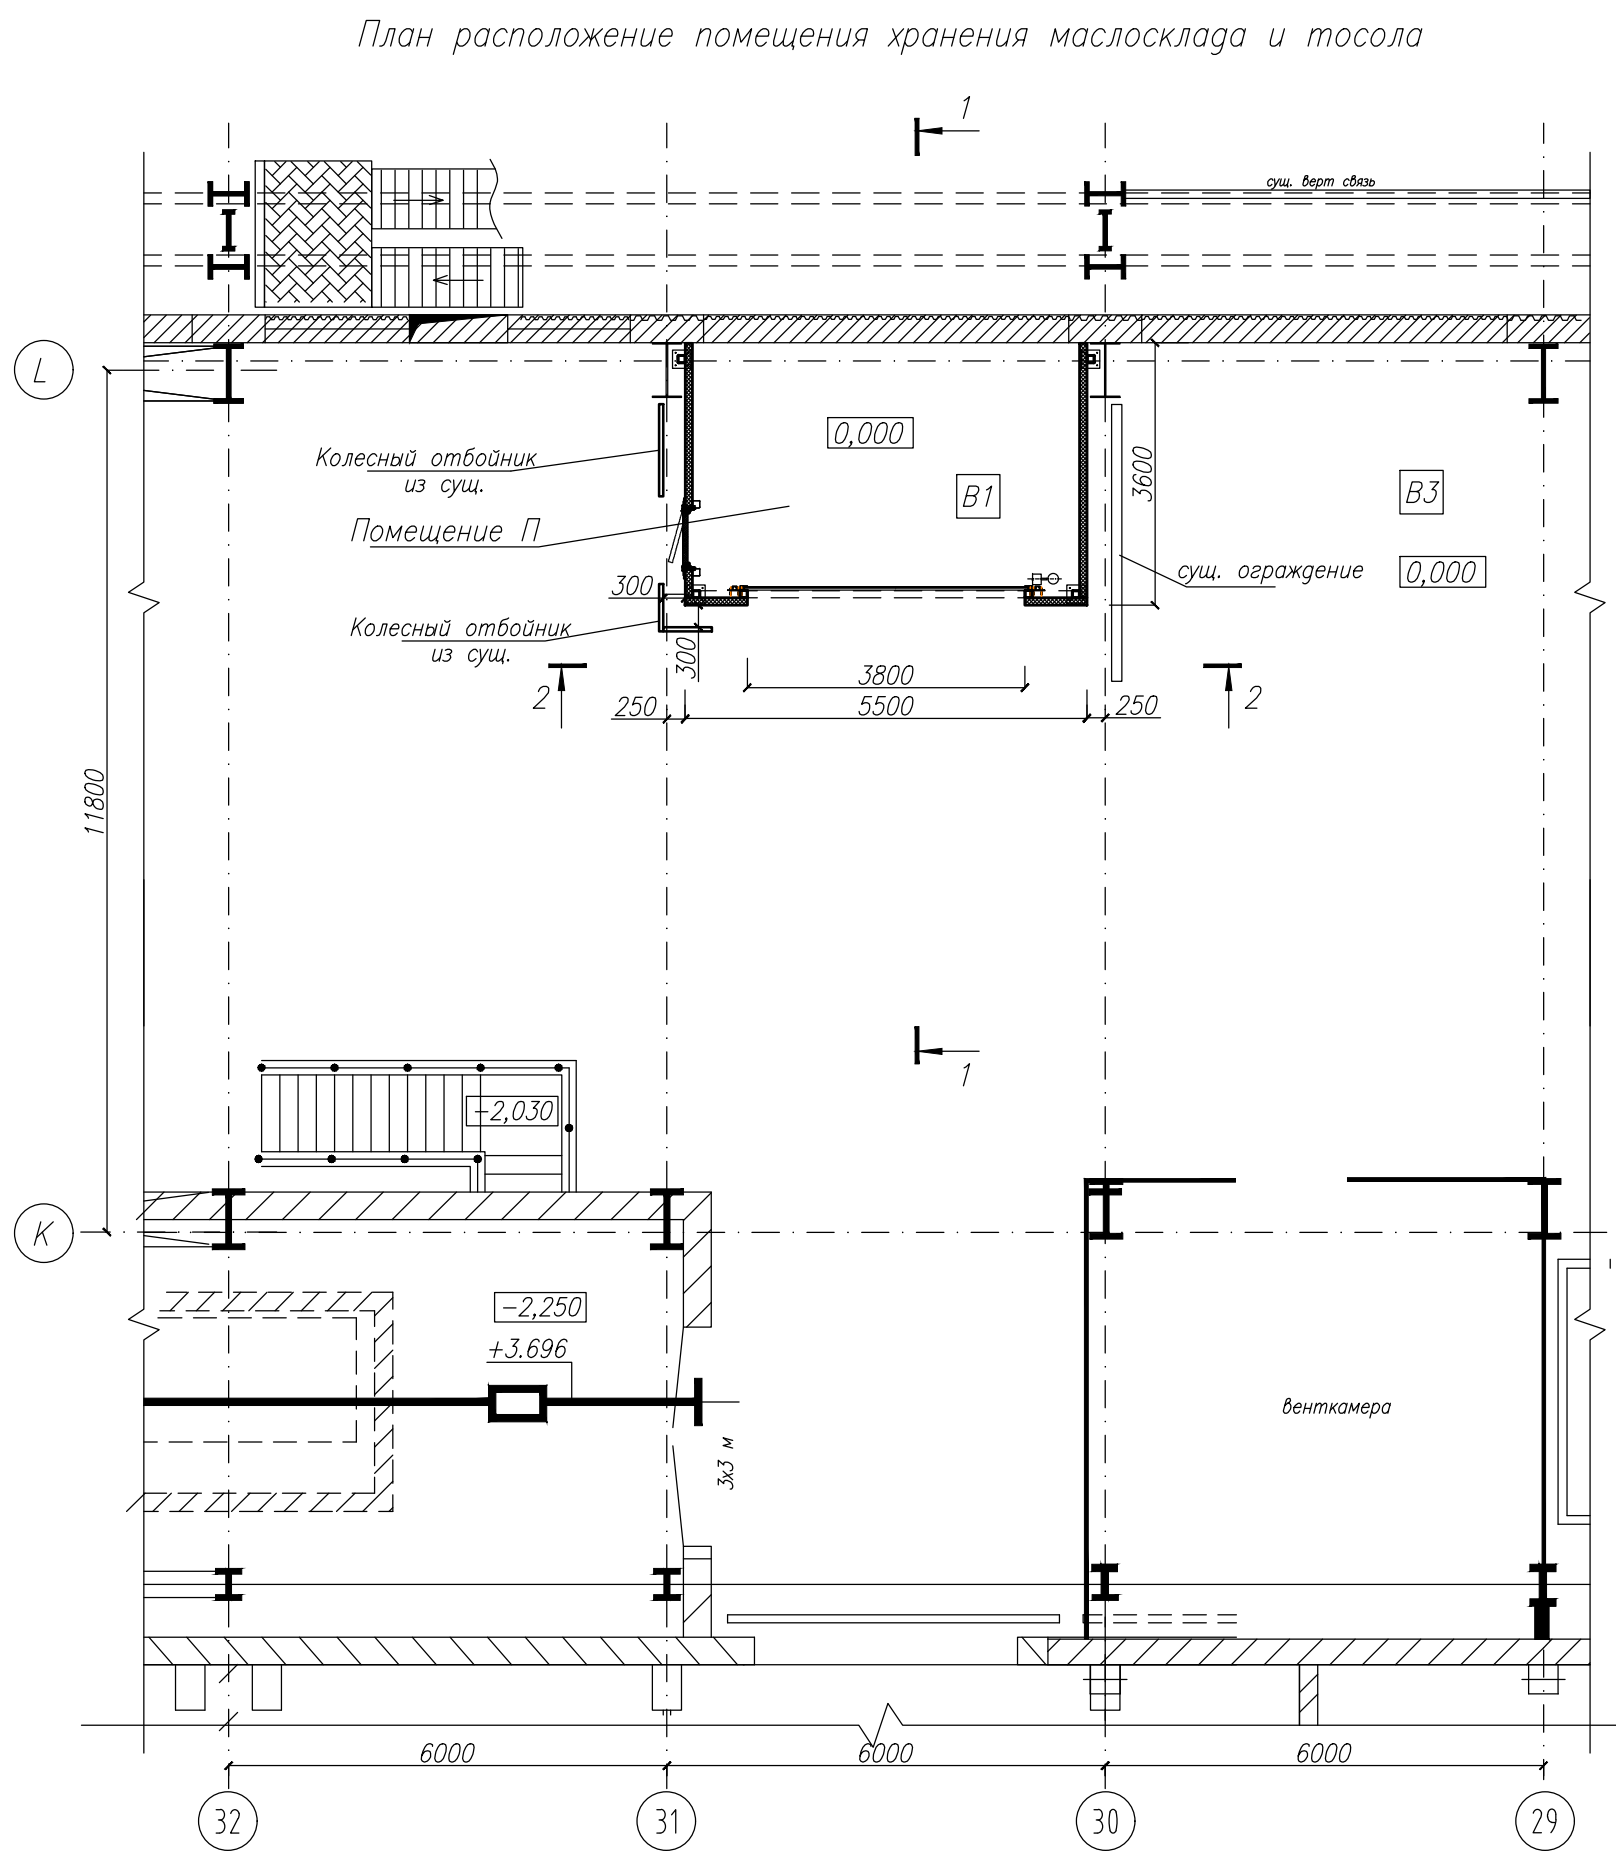 План расположение помещения хранения маслосклада и тосола
1
сущ. верт связь
L
0,000
Колесный отбойник
из сущ.
В1
3600
В3
Помещение П
сущ. ограждение
0,000
300
Колесный отбойник
из сущ.
300
2
3800
2
250
5500
250
11800
1
-2,030
K
-2,250
+3.696
венткамера
3х3 м
6000
6000
6000
32
31
30
29